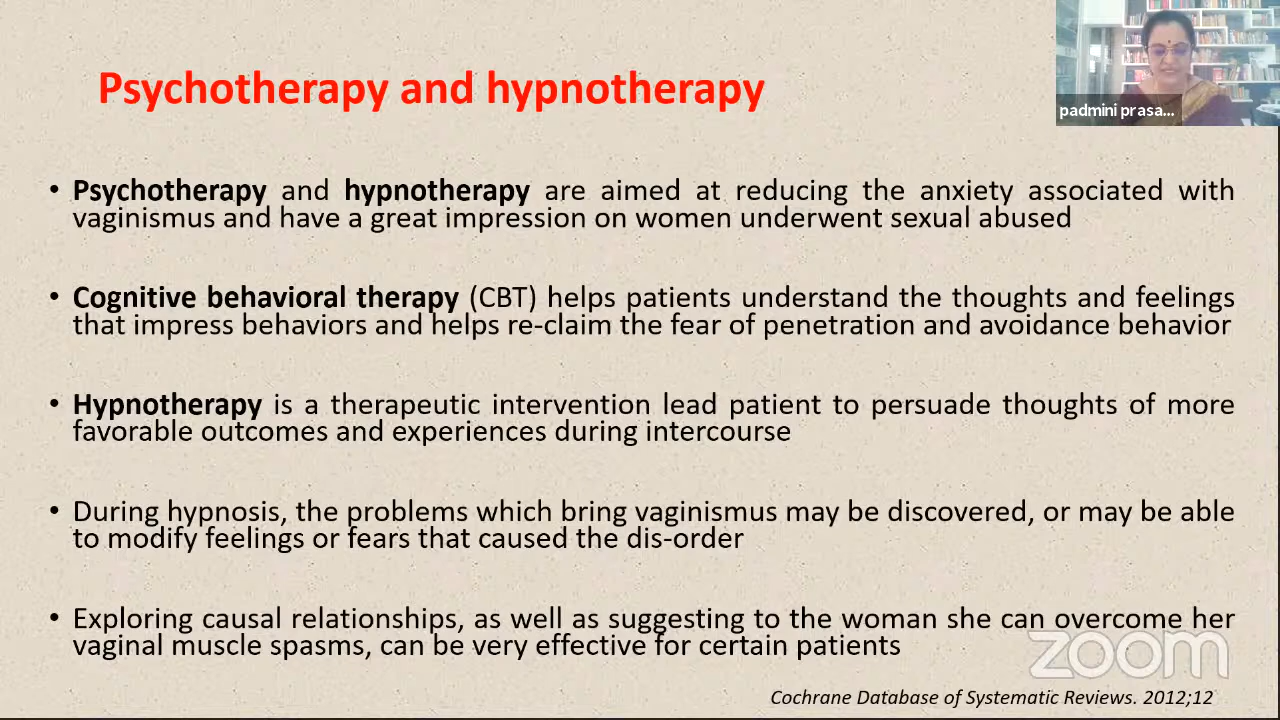 Psychotherapy and hypnotherapy
padmini prasa...
• Psychotherapy and hypnotherapy are aimed at reducing the anxiety associated with
vaginismus and have a great impression on women underwent sexual abused
• Cognitive behavioral therapy (CBT) helps patients understand the thoughts and feelings
that impress behaviors and helps re-claim the fear of penetration and avoidance behavior
• Hypnotherapy is a therapeutic intervention lead patient to persuade thoughts of more
favorable outcomes and experiences during intercourse
• During hypnosis, the problems which bring vaginismus may be discovered, or may be able
to modify feelings or fears that caused the dis-order
• Exploring causal relationships, as well as suggesting to the woman she can overcome her
vaginal muscle spasms, can be very effective for certain patients
zoom
Cochrane Database of Systematic Reviews. 2012;12